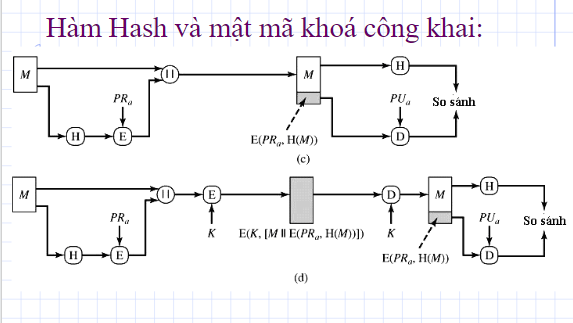 Hàm Hash và mật mã khoá công khai:
M
||
M
H
PRₐ
PUₐ
So sánh
H
E
D
E(PRₐ, H(M))
(c)
M
||
E
D
M
H
PRₐ
K
E(K, [M || E(PRₐ, H(M))])
K
PUₐ
So sánh
H
E
E(PRₐ, H(M))
D
(d)